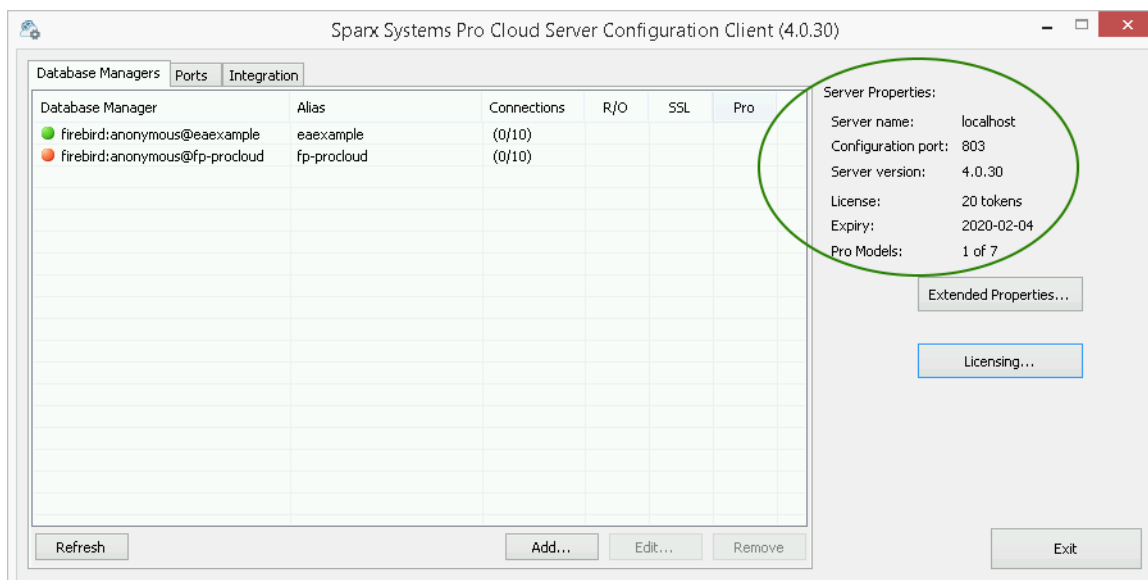 Sparx Systems Pro Cloud Server Configuration Client (4.0.30)
Database Managers Ports Integration
Database Manager Alias Connections R/O SSL Pro
firebird:anonymous@eaexample eaexample (0/10)
firebird:anonymous@fp-procloud fp-procloud (0/10)
Refresh Add... Edit... Remove
Server Properties:
Server name: localhost
Configuration port: 803
Server version: 4.0.30
License: 20 tokens
Expiry: 2020-02-04
Pro Models: 1 of 7
Extended Properties...
Licensing...
Exit